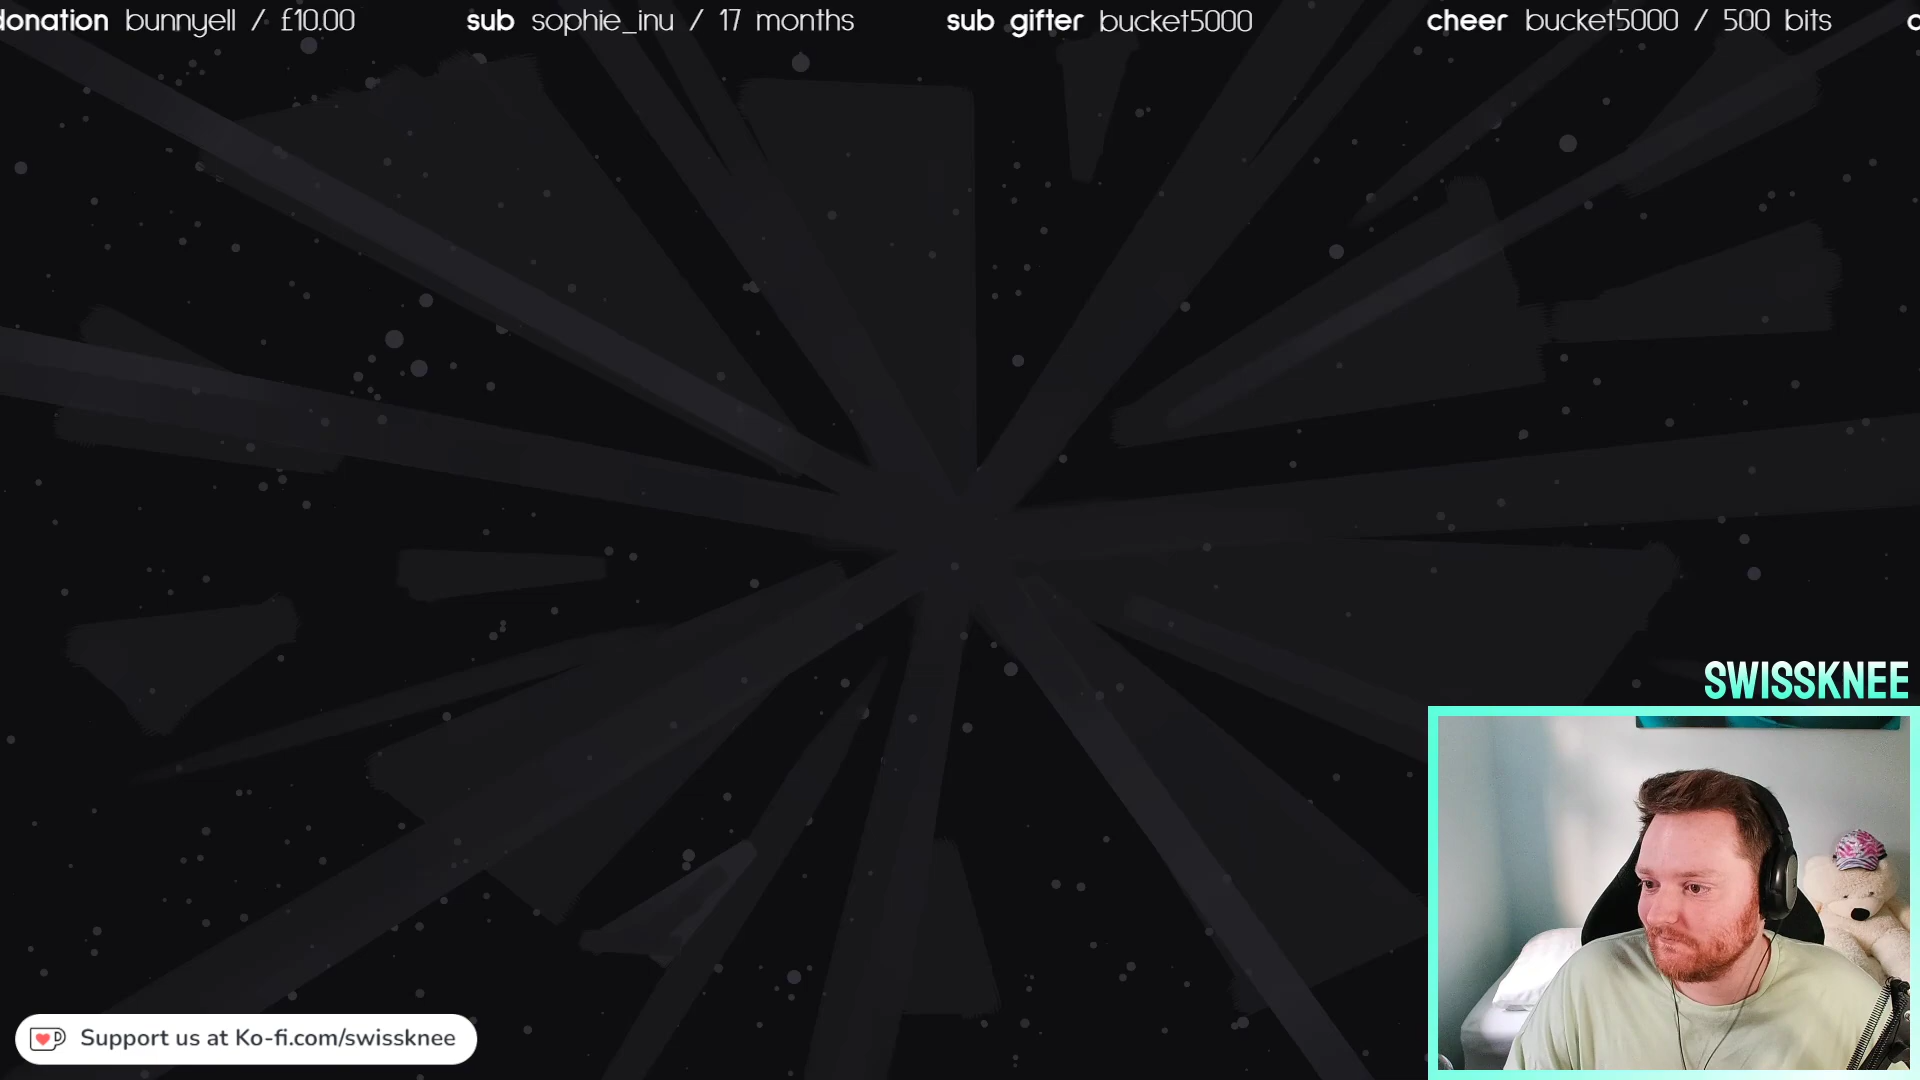 donation bunnyell / £10.00 sub sophie_inu / 17 months sub gifter bucket5000 cheer bucket5000 / 500 bits
SWISSKNEE
Support us at Ko-fi.com/swissknee